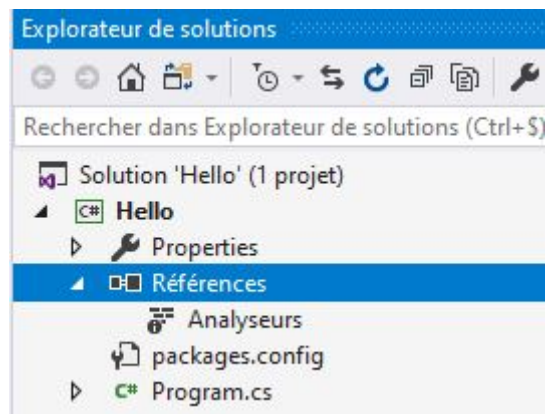 Explorateur de solutions
Rechercher dans Explorateur de solutions (Ctrl+$)
Solution 'Hello' (1 projet)
C# Hello
Properties
Références
Analyseurs
packages.config
C# Program.cs